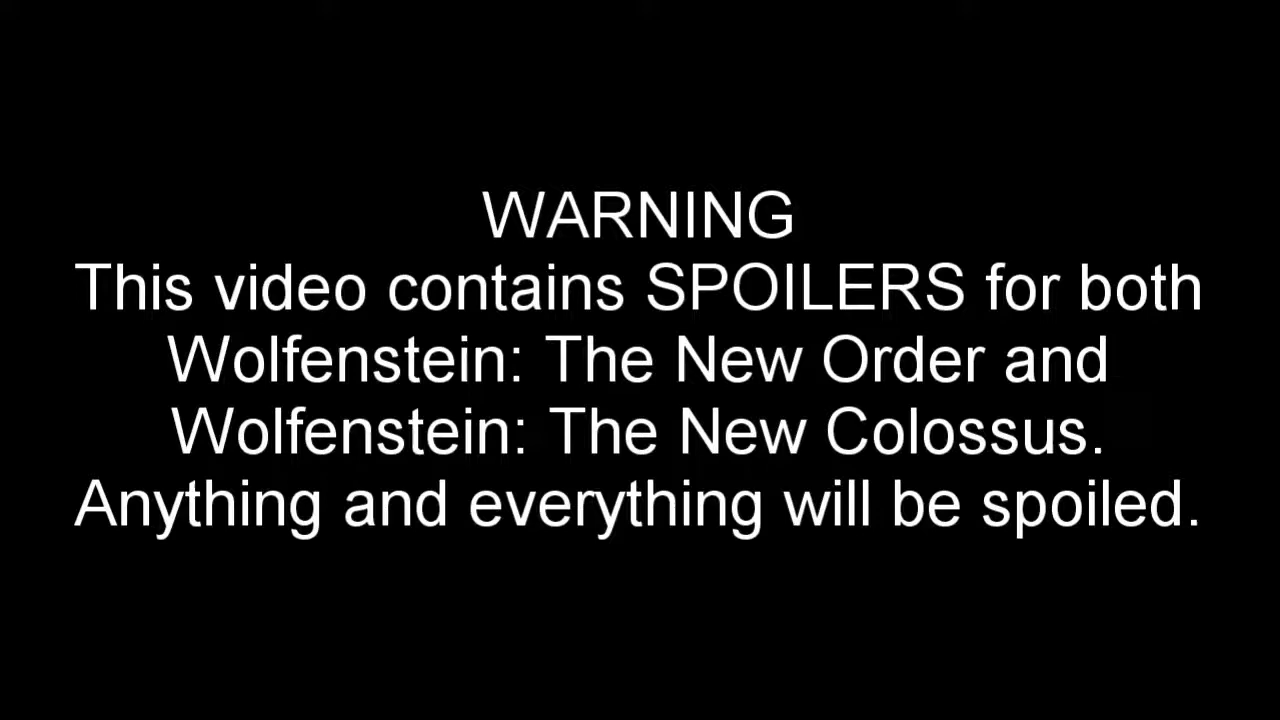 WARNING
This video contains SPOILERS for both
Wolfenstein: The New Order and
Wolfenstein: The New Colossus.
Anything and everything will be spoiled.